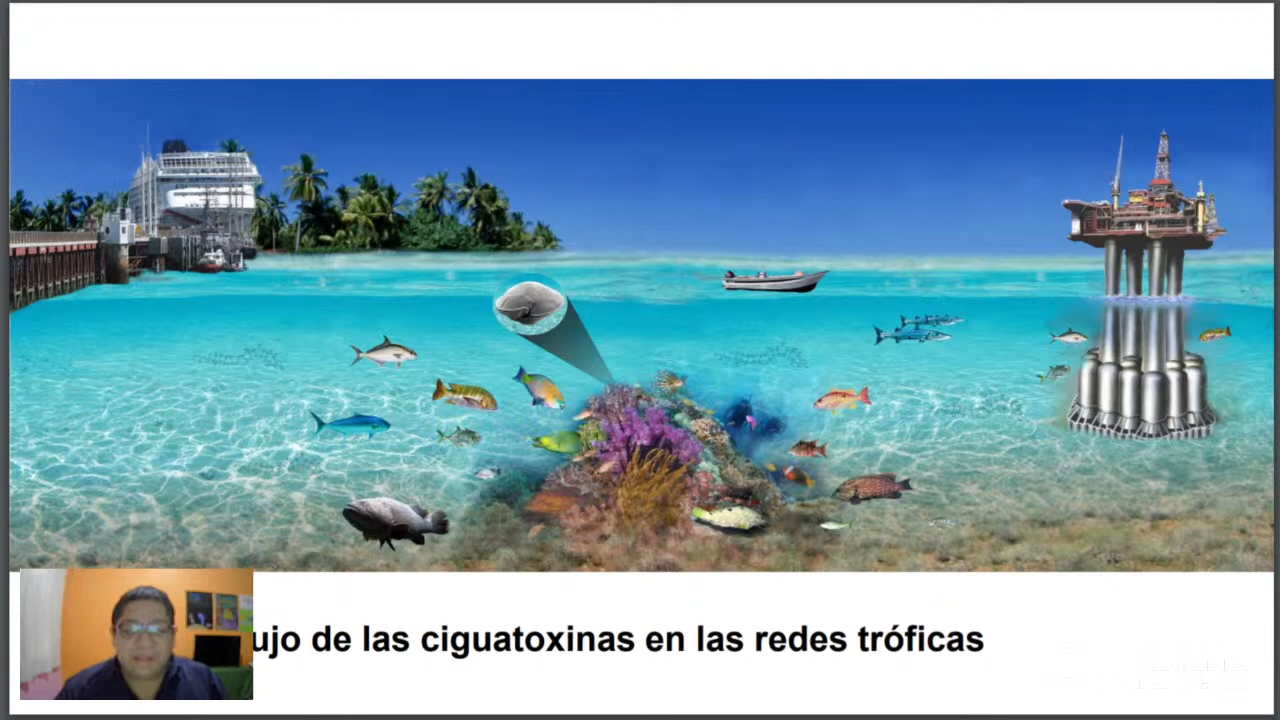 ujo de las ciguatoxinas en las redes tróficas